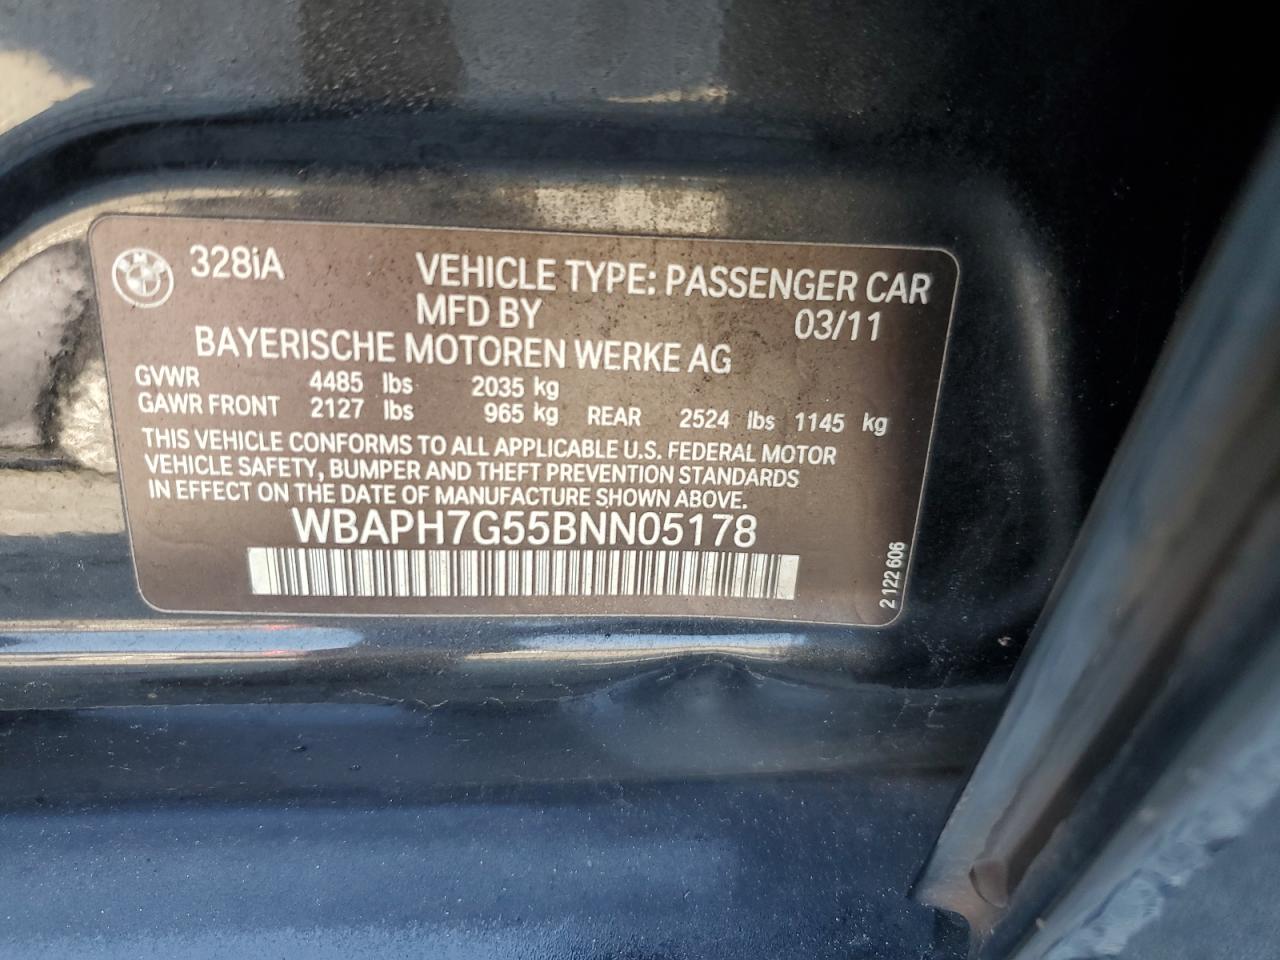 BMW
328iA
VEHICLE TYPE: PASSENGER CAR
MFD BY 03/11
BAYERISCHE MOTOREN WERKE AG
GVWR 4485 lbs 2035 kg
GAWR FRONT 2127 lbs 965 kg REAR 2524 lbs 1145 kg
THIS VEHICLE CONFORMS TO ALL APPLICABLE U.S. FEDERAL MOTOR
VEHICLE SAFETY, BUMPER AND THEFT PREVENTION STANDARDS
IN EFFECT ON THE DATE OF MANUFACTURE SHOWN ABOVE.
WBAPH7G55BNN05178
2 122 606